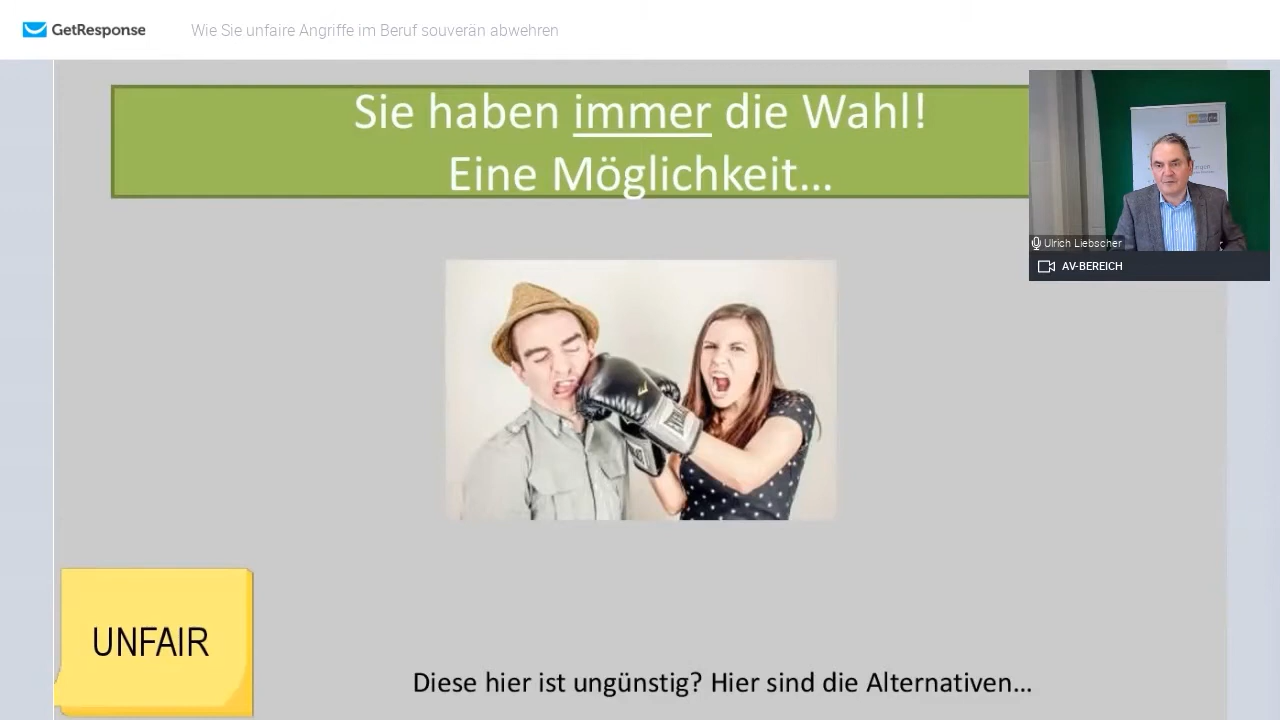 GetResponse
Wie Sie unfaire Angriffe im Beruf souverän abwehren
Sie haben immer die Wahl!
Eine Möglichkeit...
Ulrich Liebscher
AV-BEREICH
UNFAIR
Diese hier ist ungünstig? Hier sind die Alternativen...